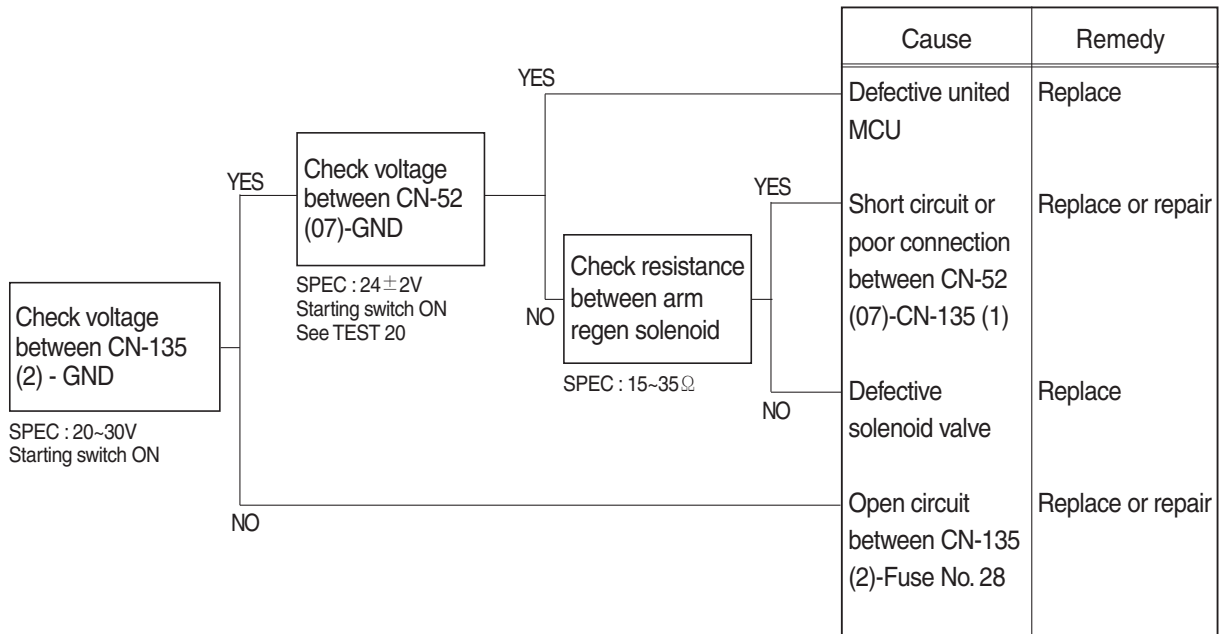 Check voltage
between CN-135
(2) - GND
SPEC : 20~30V
Starting switch ON
YES
NO
Check voltage
between CN-52
(07)-GND
SPEC : 24±2V
Starting switch ON
See TEST 20
YES
NO
Check resistance
between arm
regen solenoid
SPEC : 15~35Ω
YES
NO
Cause Remedy
Defective united Replace
MCU
Short circuit or Replace or repair
poor connection
between CN-52
(07)-CN-135 (1)
Defective Replace
solenoid valve
Open circuit Replace or repair
between CN-135
(2)-Fuse No. 28